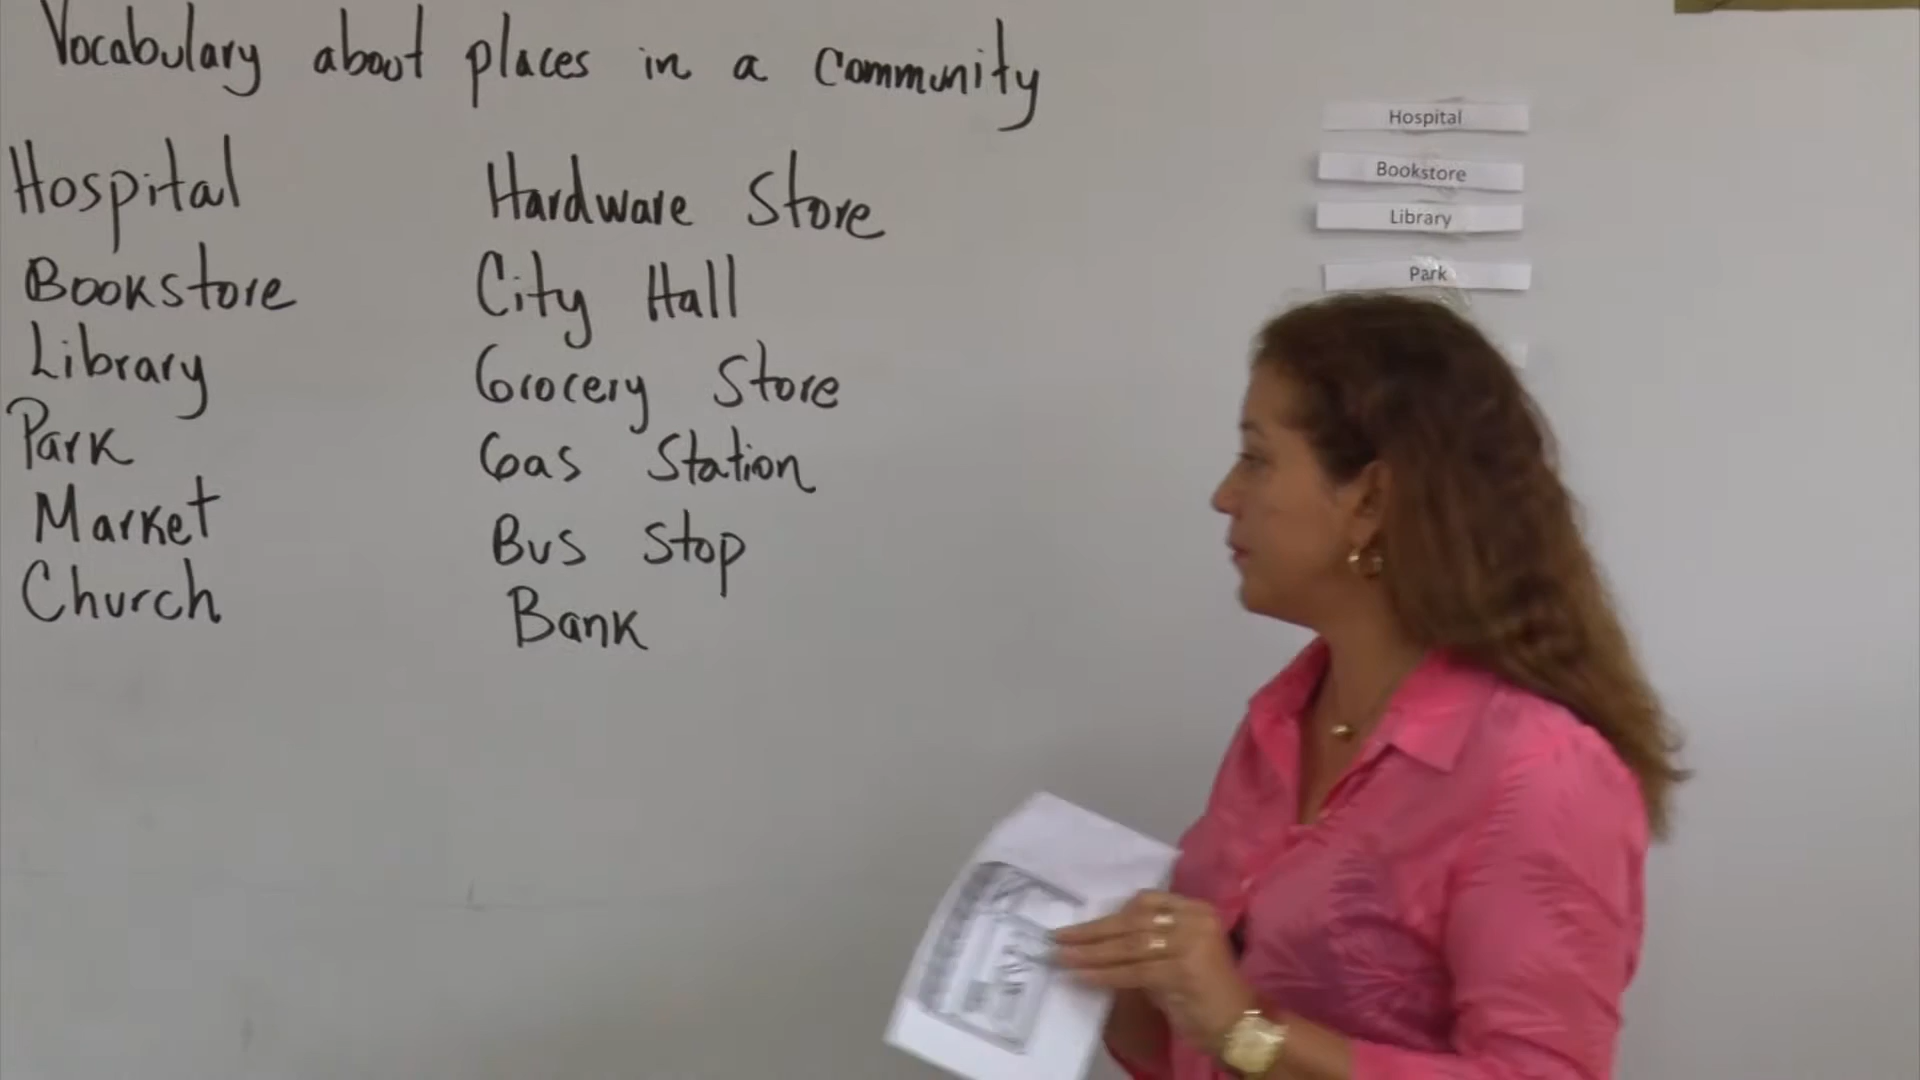 Vocabulary about places in a community
Hospital
Bookstore
Library
Park
Market
Church
Hardware Store
City Hall
Grocery Store
Gas Station
Bus Stop
Bank
Hospital
Bookstore
Library
Park